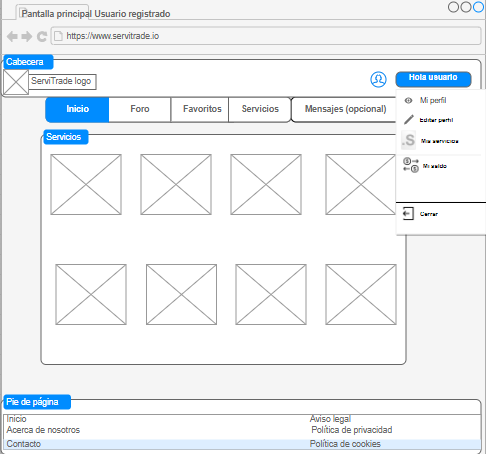 Pantalla principal Usuario registrado
https://www.servitrade.io
Cabecera
ServiTrade logo
Hola usuario
Inicio
Foro
Favoritos
Servicios
Mensajes (opcional)
Mi perfil
Editar perfil
.S
Mis servicios
Mi saldo
Cerrar
Servicios
Pie de página
Inicio
Aviso legal
Acerca de nosotros
Política de privacidad
Contacto
Política de cookies